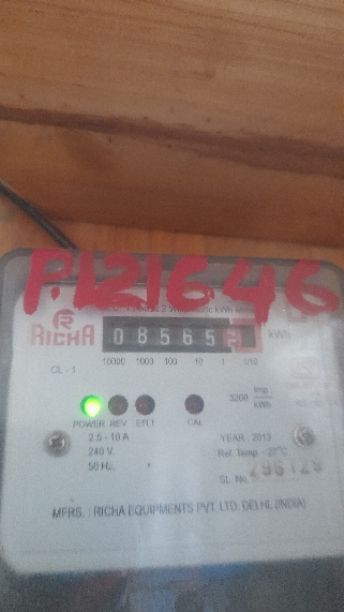 P.121646
RICHA
08565
kWh
CL - 1
10000 1000 100 10 1 1/10
3200 Imp / kWh
POWER REV E/LT CAL
2.5 - 10 A
240 V.
50 Hz.
YEAR : 2013
Ref. Temp. - 27°C
SL. No.
MFRS. : RICHA EQUIPMENTS PVT. LTD. DELHI, (INDIA)